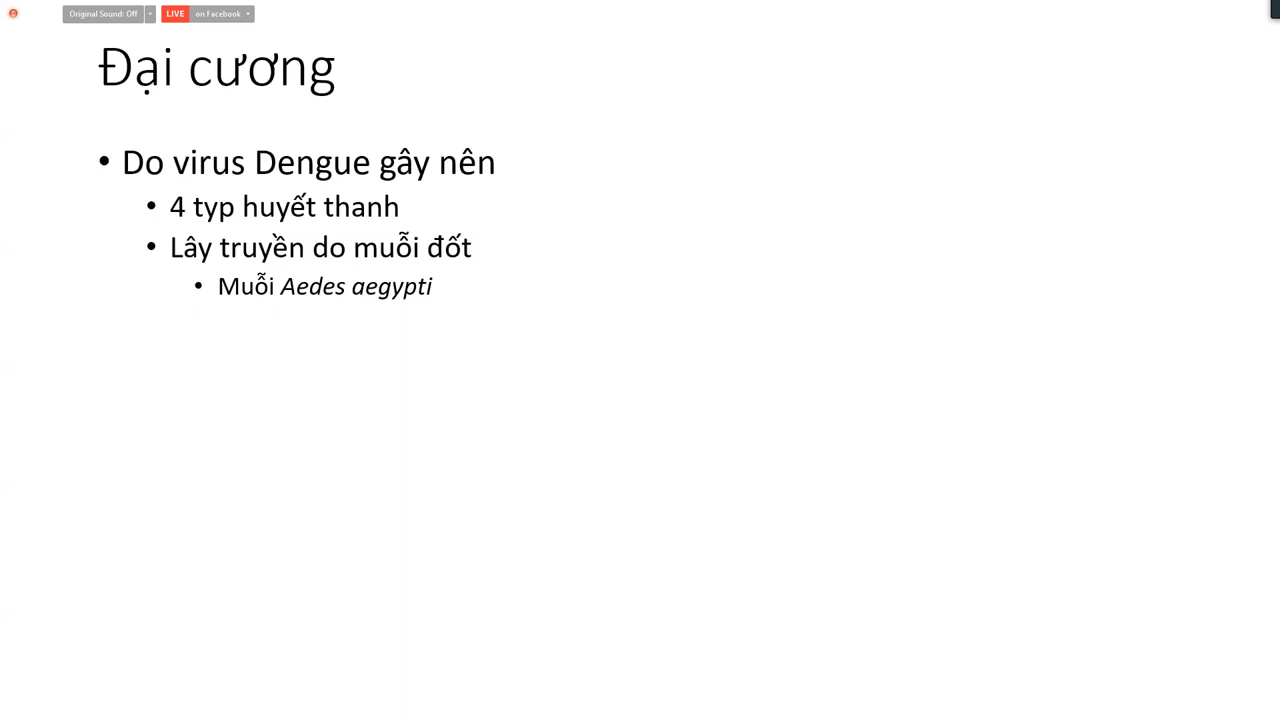 Original Sound: Off
LIVE on Facebook
Đại cương
• Do virus Dengue gây nên
• 4 typ huyết thanh
• Lây truyền do muỗi đốt
• Muỗi Aedes aegypti